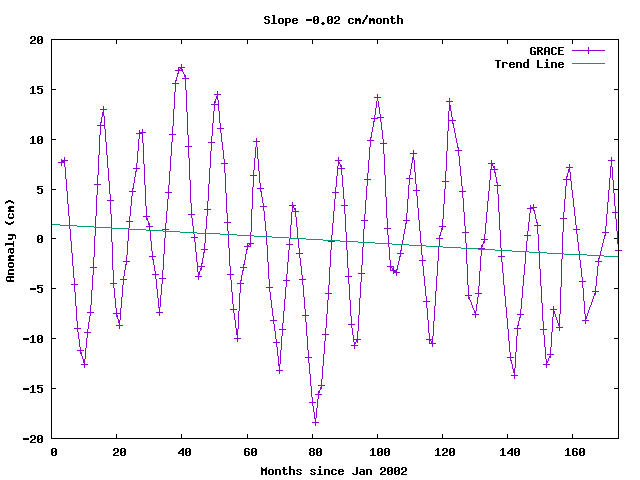 Slope -0.02 cm/month
GRACE
Trend Line
20
15
10
5
0
-5
-10
-15
-20
Anomaly (cm)
0 20 40 60 80 100 120 140 160
Months since Jan 2002